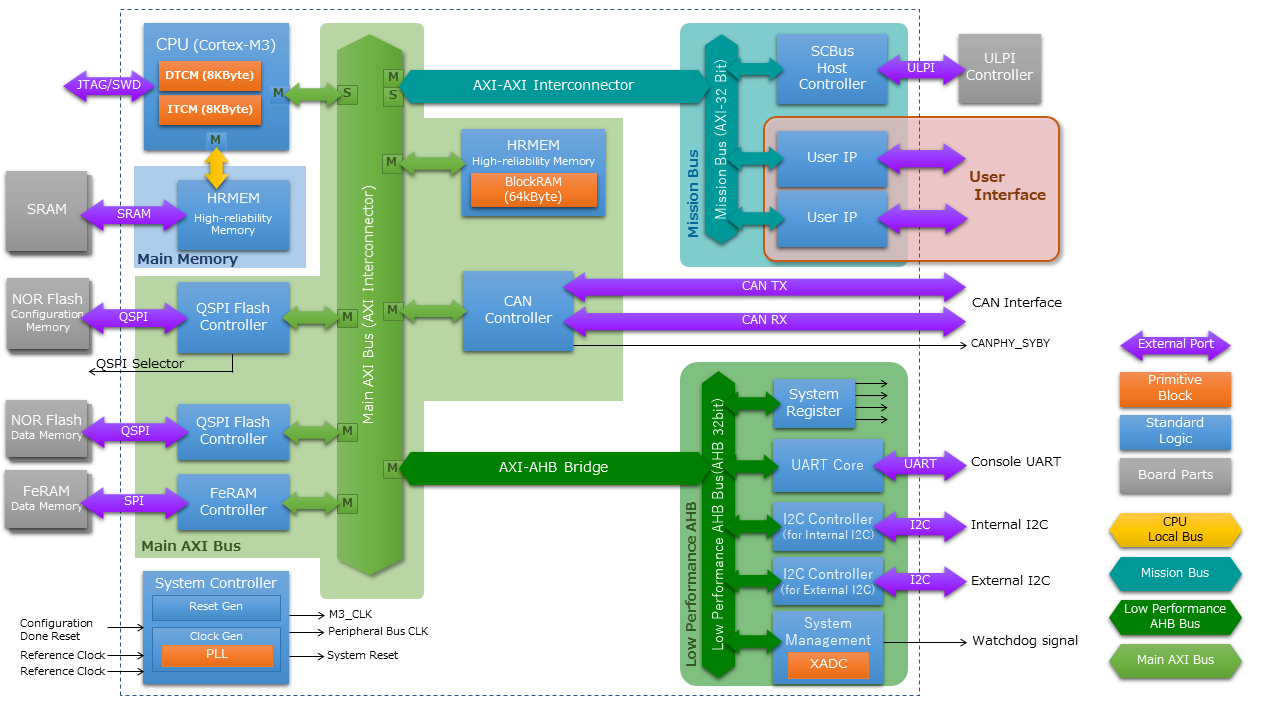 CPU (Cortex-M3)
DTCM (8KByte)
ITCM (8KByte)
JTAG/SWD
M
M
S
M
S
AXI-AXI Interconnector
Mission Bus
Mission Bus (AXI-32 Bit)
SCBus
Host
Controller
ULPI
ULPI
Controller
User IP
User IP
User
Interface
SRAM
SRAM
HRMEM
High-reliability
Memory
Main Memory
M
HRMEM
High-reliability Memory
BlockRAM
(64kByte)
Main AXI Bus (AXI Interconnector)
NOR Flash
Configuration
Memory
QSPI
QSPI Flash
Controller
M
QSPI Selector
M
CAN
Controller
CAN TX
CAN RX
CAN Interface
CANPHY_SYBY
NOR Flash
Data Memory
QSPI
QSPI Flash
Controller
M
FeRAM
Data Memory
SPI
FeRAM
Controller
M
Main AXI Bus
M
AXI-AHB Bridge
Low Performance AHB
Low Performance AHB Bus(AHB 32bit)
System
Register
UART Core
UART
Console UART
I2C Controller
(for Internal I2C)
I2C
Internal I2C
I2C Controller
(for External I2C)
I2C
External I2C
System
Management
XADC
Watchdog signal
System Controller
Reset Gen
Clock Gen
PLL
Configuration
Done Reset
Reference Clock
Reference Clock
M3_CLK
Peripheral Bus CLK
System Reset
External Port
Primitive
Block
Standard
Logic
Board Parts
CPU
Local Bus
Mission Bus
Low Performance
AHB Bus
Main AXI Bus